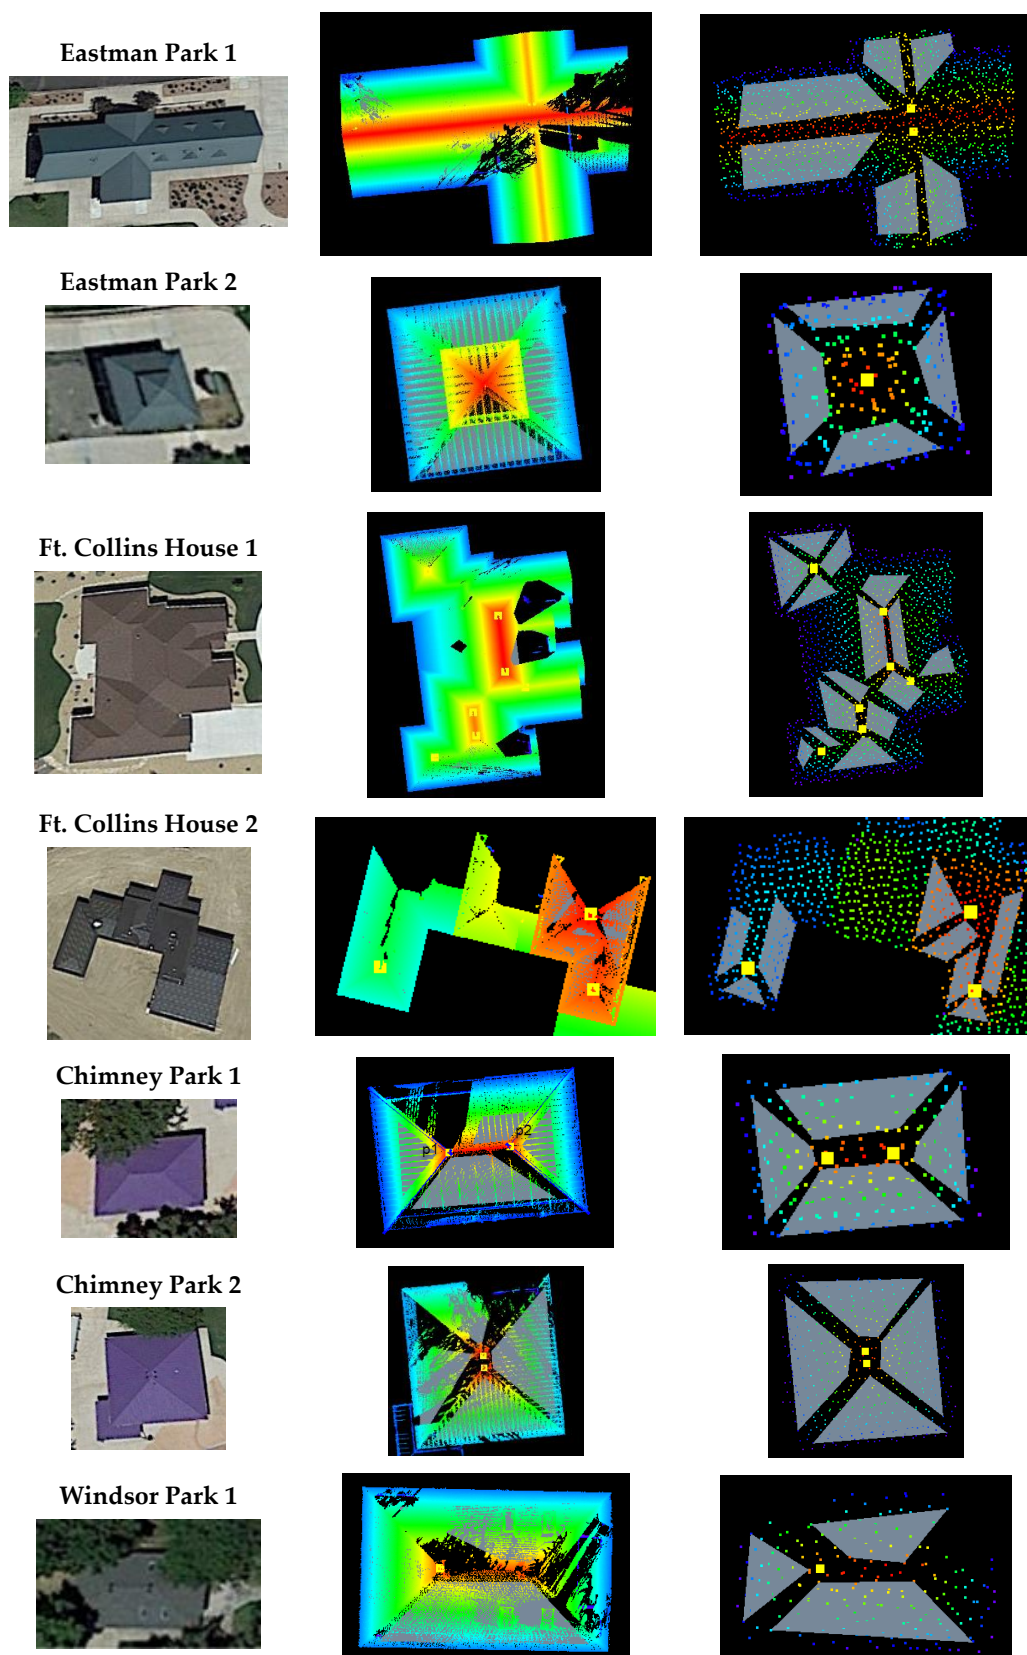 Eastman Park 1
Eastman Park 2
Ft. Collins House 1
Ft. Collins House 2
Chimney Park 1
p1
p2
Chimney Park 2
Windsor Park 1